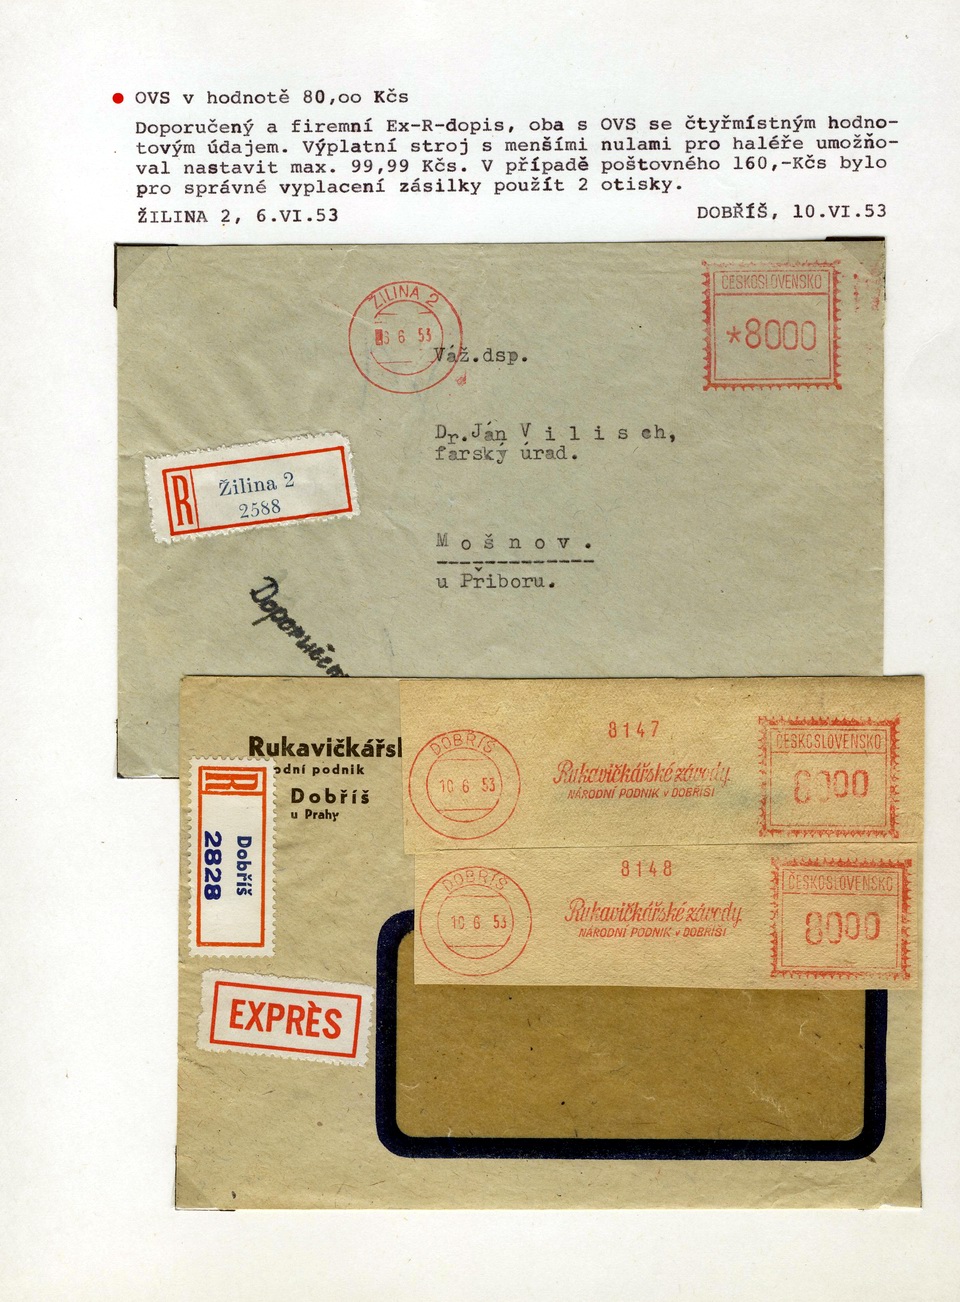 OVS v hodnotě 80,oo Kčs
Doporučený a firemní Ex-R-dopis, oba s OVS se čtyřmístným hodno-
tovým údajem. Výplatní stroj s menšími nulami pro haléře umožňo-
val nastavit max. 99,99 Kčs. V případě poštovného 160,-Kčs bylo
pro správné vyplacení zásilky použít 2 otisky.
ŽILINA 2, 6.VI.53
DOBŘÍŠ, 10.VI.53
ŽILINA 2
6 6 53
ČESKOSLOVENSKO
*8000
Váž.dsp.
Dr.Ján V i l i s ch,
farský úrad.
R
Žilina 2
2588
M o š n o v .
u Příboru.
Doporučen
Rukavičkářs
odní podnik
Dobříš
u Prahy
R
Dobříš
2828
EXPRÈS
DOBŘÍŠ
10 6 53
8147
Rukavičkářské závody
NÁRODNÍ PODNIK v DOBŘÍŠI
ČESKOSLOVENSKO
8000
DOBŘÍŠ
10 6 53
8148
Rukavičkářské závody
NÁRODNÍ PODNIK v DOBŘÍŠI
ČESKOSLOVENSKO
8000